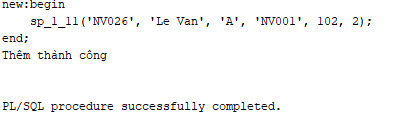 new:begin
sp_1_11('NV026', 'Le Van', 'A', 'NV001', 102, 2);
end;
Thêm thành công
PL/SQL procedure successfully completed.